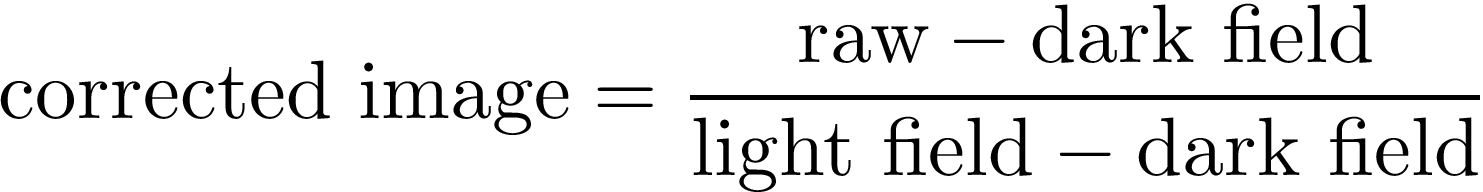 corrected image = raw − dark field / light field − dark field